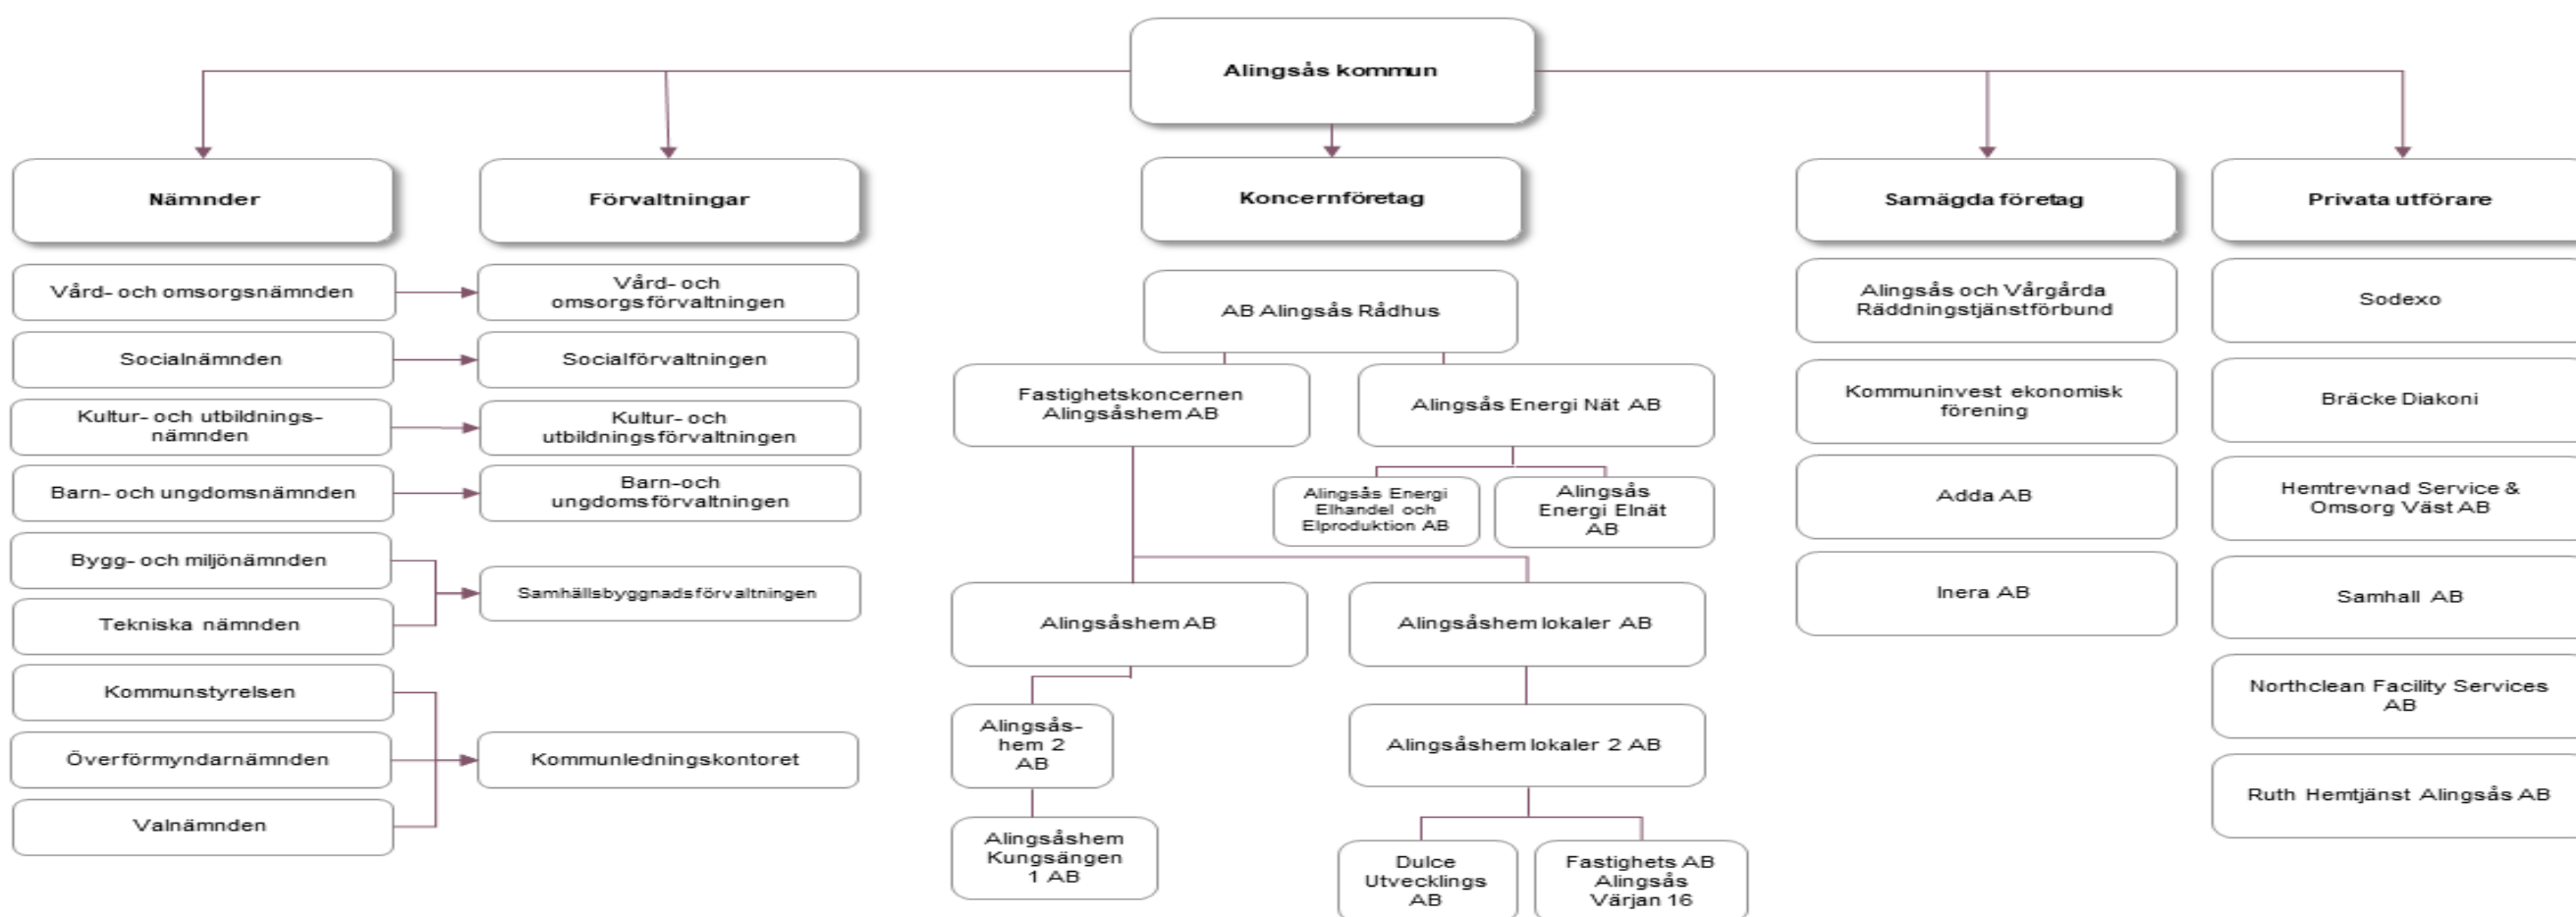 Alingsås kommun
Nämnder
Förvaltningar
Koncernföretag
Samägda företag
Privata utförare
Vård- och omsorgsnämnden
Vård- och
omsorgsförvaltningen
Socialnämnden
Socialförvaltningen
Kultur- och utbildnings-
nämnden
Kultur- och
utbildningsförvaltningen
Barn- och ungdomsnämnden
Barn-och
ungdomsförvaltningen
Bygg- och miljönämnden
Tekniska nämnden
Samhällsbyggnadsförvaltningen
Kommunstyrelsen
Överförmyndarnämnden
Valnämnden
Kommunledningskontoret
AB Alingsås Rådhus
Fastighetskoncernen
Alingsåshem AB
Alingsås Energi Nät AB
Alingsås Energi
Elhandel och
Elproduktion AB
Alingsås
Energi Elnät
AB
Alingsåshem AB
Alingsåshem lokaler AB
Alingsås-
hem 2
AB
Alingsåshem lokaler 2 AB
Alingsåshem
Kungsängen
1 AB
Dulce
Utvecklings
AB
Fastighets AB
Alingsås
Värjan 16
Alingsås och Vårgårda
Räddningstjänstförbund
Kommuninvest ekonomisk
förening
Adda AB
Inera AB
Sodexo
Bräcke Diakoni
Hemtrevnad Service &
Omsorg Väst AB
Samhall AB
Northclean Facility Services
AB
Ruth Hemtjänst Alingsås AB